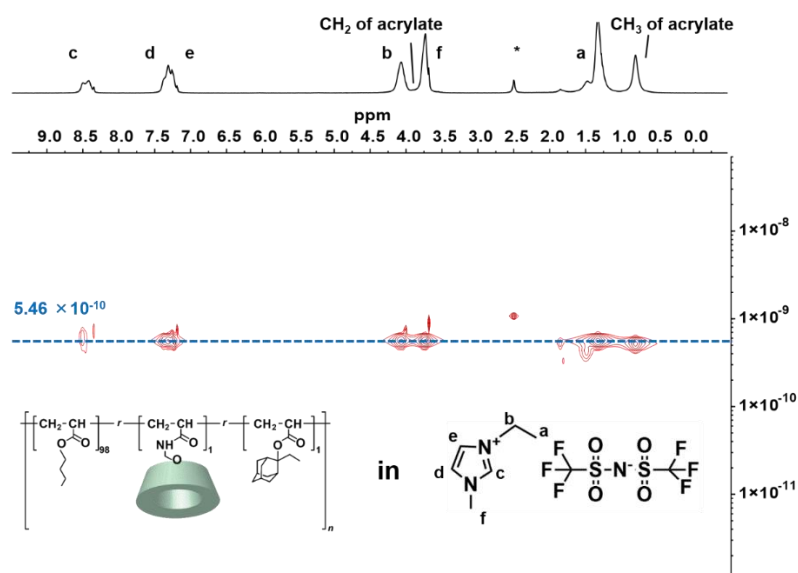 CH₂ of acrylate
CH₃ of acrylate
c d e b f * a
ppm
9.0 8.5 8.0 7.5 7.0 6.5 6.0 5.5 5.0 4.5 4.0 3.5 3.0 2.5 2.0 1.5 1.0 0.5 0.0
1×10⁻⁸
5.46 ×10⁻¹⁰
1×10⁻⁹
1×10⁻¹⁰
1×10⁻¹¹
CH₂-CH r CH₂-CH r CH₂-CH
O O O
O 98 NH 1 O 1
O
n
in
b
a
e
N⁺
d c
N
f
O O
F F
F S N⁻ S F
F F
O O